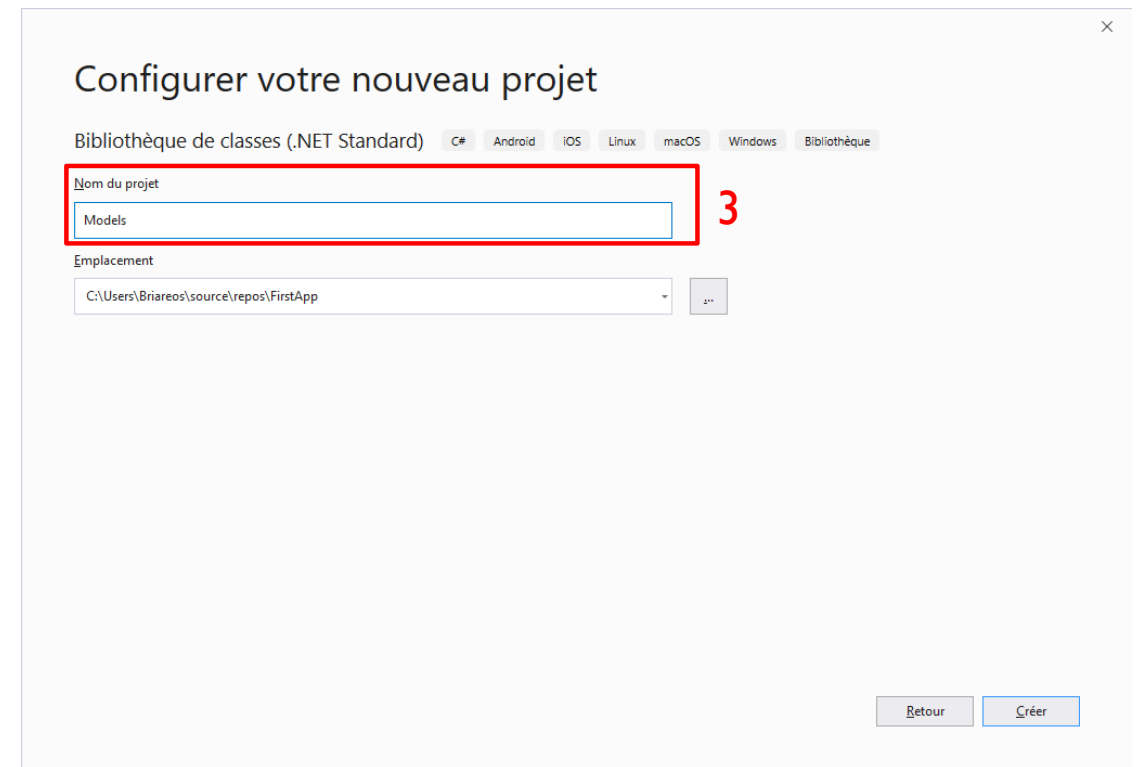 Configurer votre nouveau projet
Bibliothèque de classes (.NET Standard) C# Android iOS Linux macOS Windows Bibliothèque
Nom du projet
Models
3
Emplacement
C:\Users\Briareos\source\repos\FirstApp
...
Retour Créer